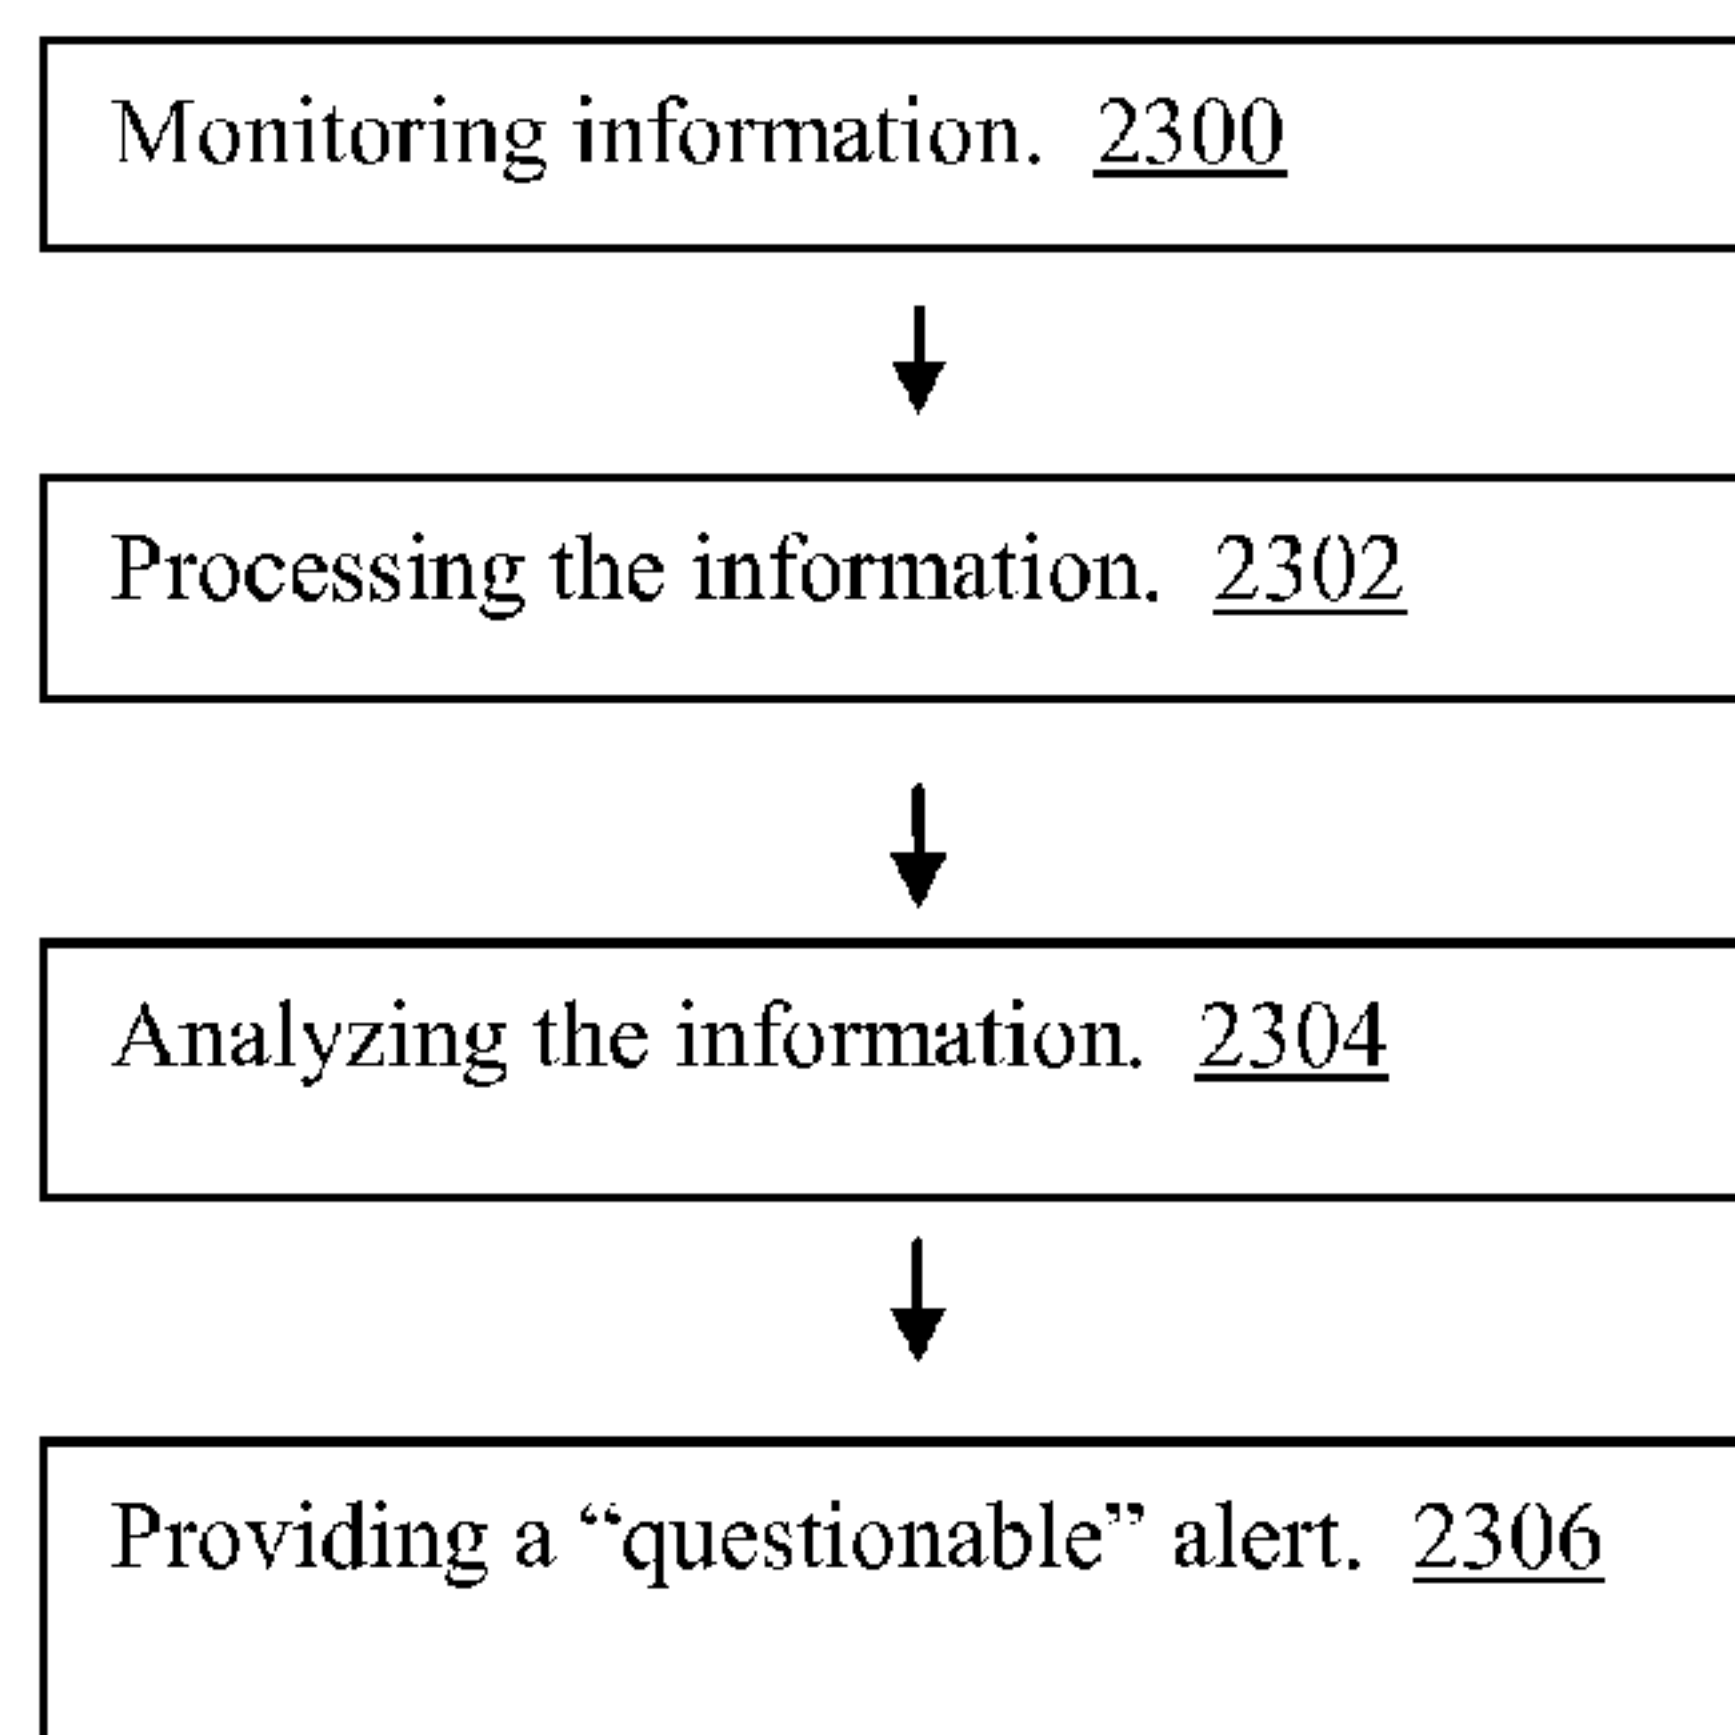 Monitoring information. 2300
Processing the information. 2302
Analyzing the information. 2304
Providing a “questionable” alert. 2306